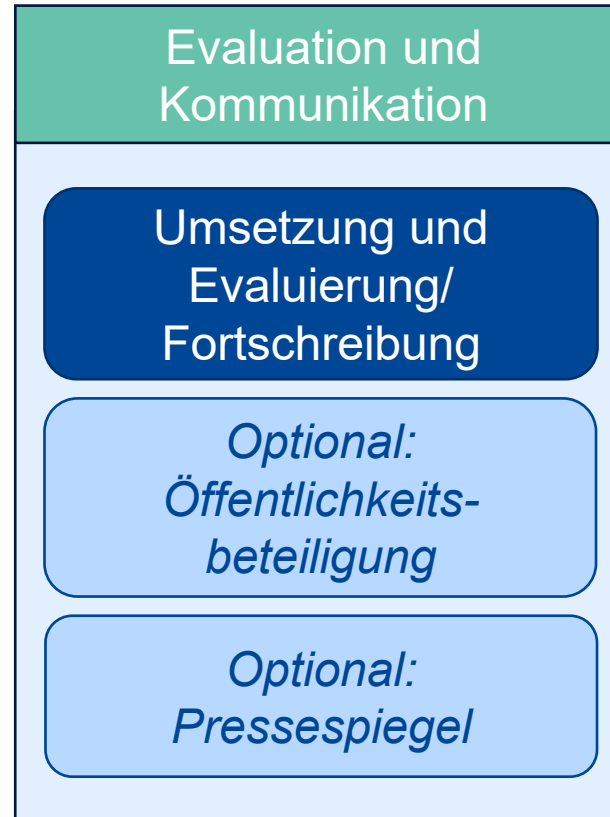 Evaluation und
Kommunikation
Umsetzung und
Evaluierung/
Fortschreibung
Optional:
Öffentlichkeits-
beteiligung
Optional:
Pressespiegel